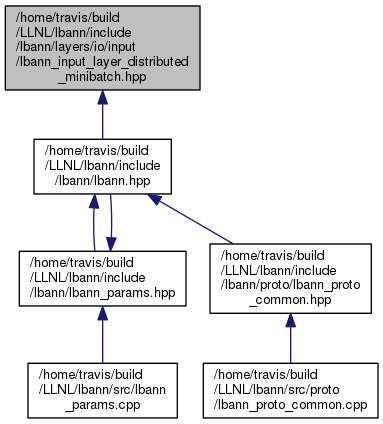 /home/travis/build
/LLNL/lbann/include
/lbann/layers/io/input
/lbann_input_layer_distributed
_minibatch.hpp
/home/travis/build
/LLNL/lbann/include
/lbann/lbann.hpp
/home/travis/build
/LLNL/lbann/include
/lbann/lbann_params.hpp
/home/travis/build
/LLNL/lbann/include
/lbann/proto/lbann_proto
_common.hpp
/home/travis/build
/LLNL/lbann/src/lbann
_params.cpp
/home/travis/build
/LLNL/lbann/src/proto
/lbann_proto_common.cpp